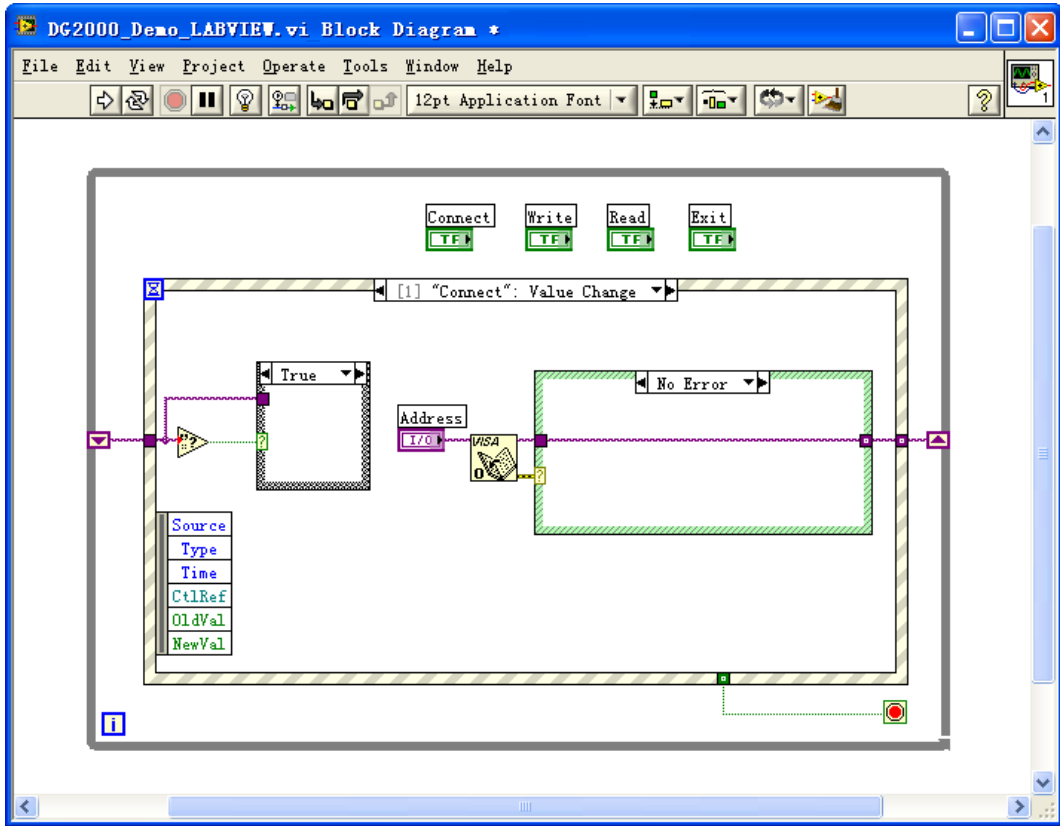 DG2000_Demo_LABVIEW.vi Block Diagram *
File Edit View Project Operate Tools Window Help
12pt Application Font
?
1
Connect Write Read Exit
TF TF TF TF
[1] "Connect": Value Change
True
No Error
Address
I/O
VISA
?
?
?
Source
Type
Time
CtlRef
OldVal
NewVal
i